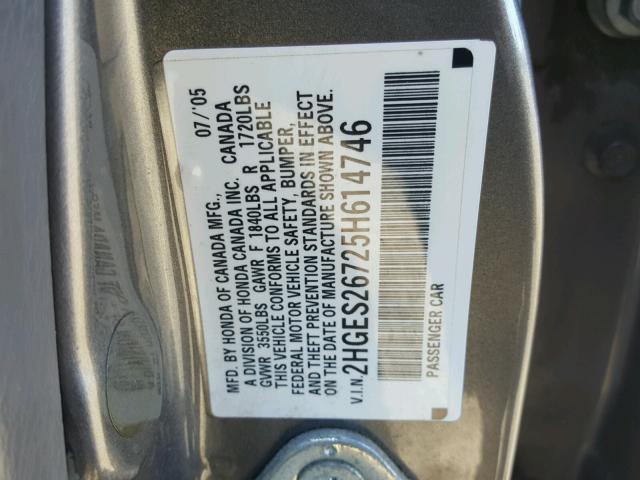 MFD. BY HONDA OF CANADA MFG., 07/'05
A DIVISION OF HONDA CANADA INC. CANADA
GVWR 3550LBS GAWR F 1840LBS R 1720LBS
THIS VEHICLE CONFORMS TO ALL APPLICABLE
FEDERAL MOTOR VEHICLE SAFETY, BUMPER,
AND THEFT PREVENTION STANDARDS IN EFFECT
ON THE DATE OF MANUFACTURE SHOWN ABOVE.
V.I.N. 2HGES26725H614746
PASSENGER CAR